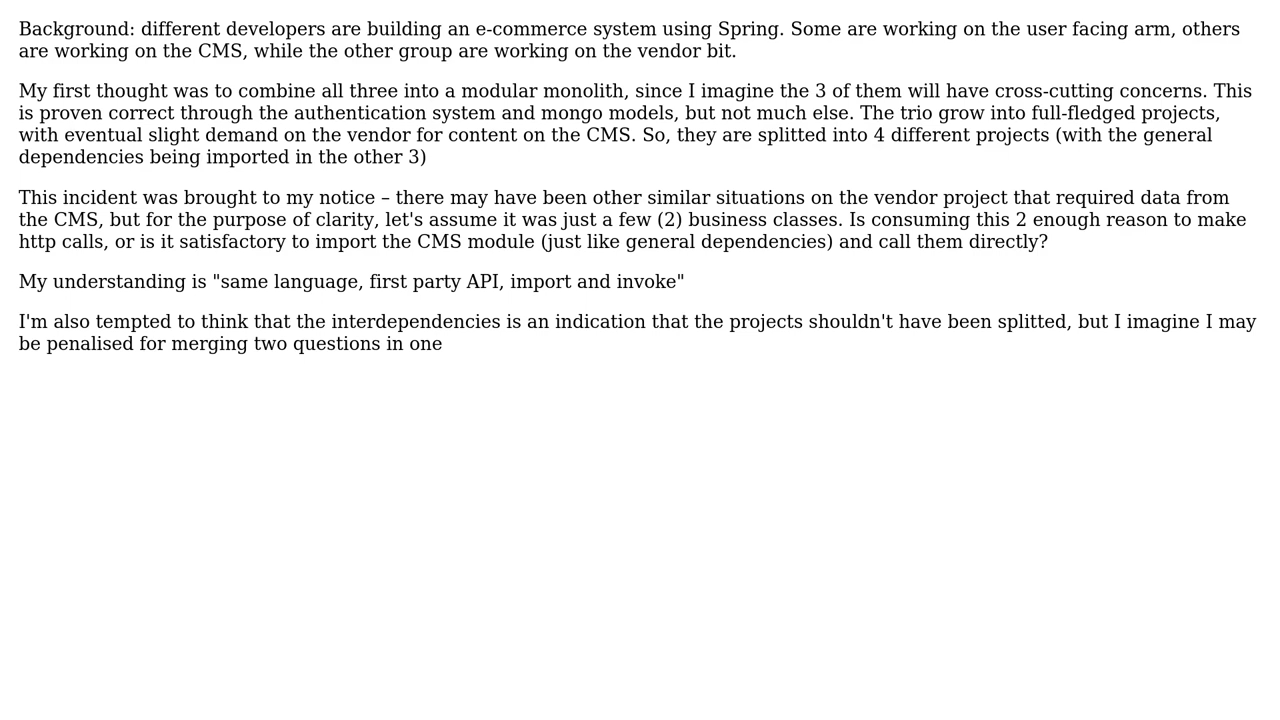 Background: different developers are building an e-commerce system using Spring. Some are working on the user facing arm, others
are working on the CMS, while the other group are working on the vendor bit.
My first thought was to combine all three into a modular monolith, since I imagine the 3 of them will have cross-cutting concerns. This
is proven correct through the authentication system and mongo models, but not much else. The trio grow into full-fledged projects,
with eventual slight demand on the vendor for content on the CMS. So, they are splitted into 4 different projects (with the general
dependencies being imported in the other 3)
This incident was brought to my notice – there may have been other similar situations on the vendor project that required data from
the CMS, but for the purpose of clarity, let's assume it was just a few (2) business classes. Is consuming this 2 enough reason to make
http calls, or is it satisfactory to import the CMS module (just like general dependencies) and call them directly?
My understanding is "same language, first party API, import and invoke"
I'm also tempted to think that the interdependencies is an indication that the projects shouldn't have been splitted, but I imagine I may
be penalised for merging two questions in one